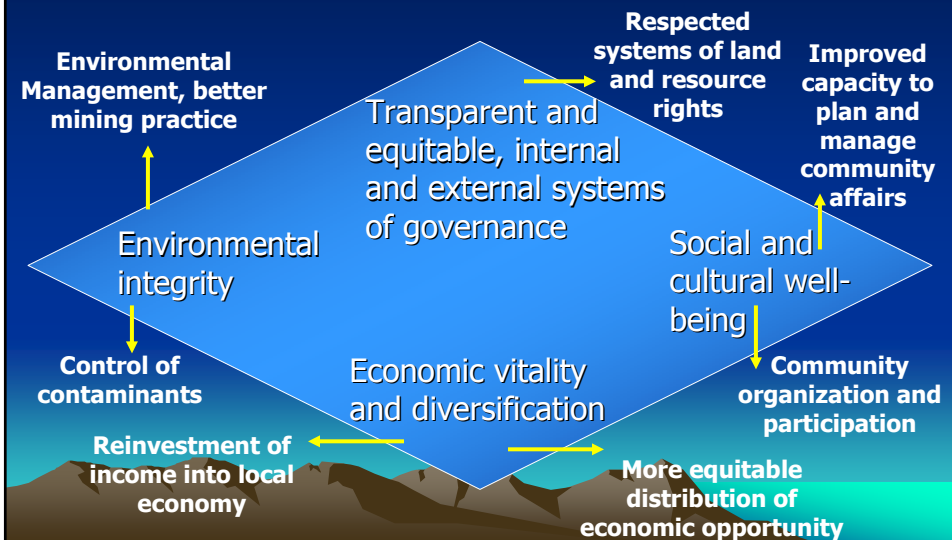 Environmental
Management, better
mining practice
Respected
systems of land
and resource
rights
Improved
capacity to
plan and
manage
community
affairs
Transparent and
equitable, internal
and external systems
of governance
Environmental
integrity
Social and
cultural well-
being
Control of
contaminants
Economic vitality
and diversification
Community
organization and
participation
Reinvestment of
income into local
economy
More equitable
distribution of
economic opportunity